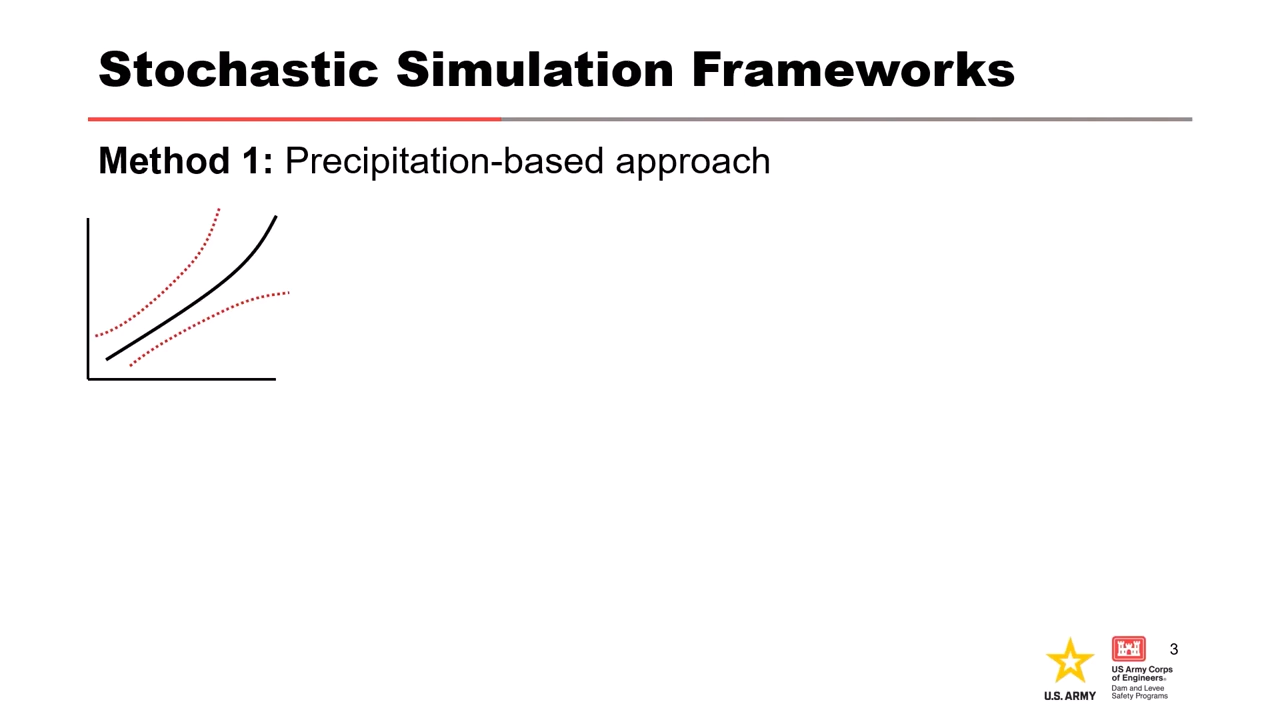 Stochastic Simulation Frameworks
Method 1: Precipitation-based approach
3
U.S. ARMY
US Army Corps
of Engineers®
Dam and Levee
Safety Programs